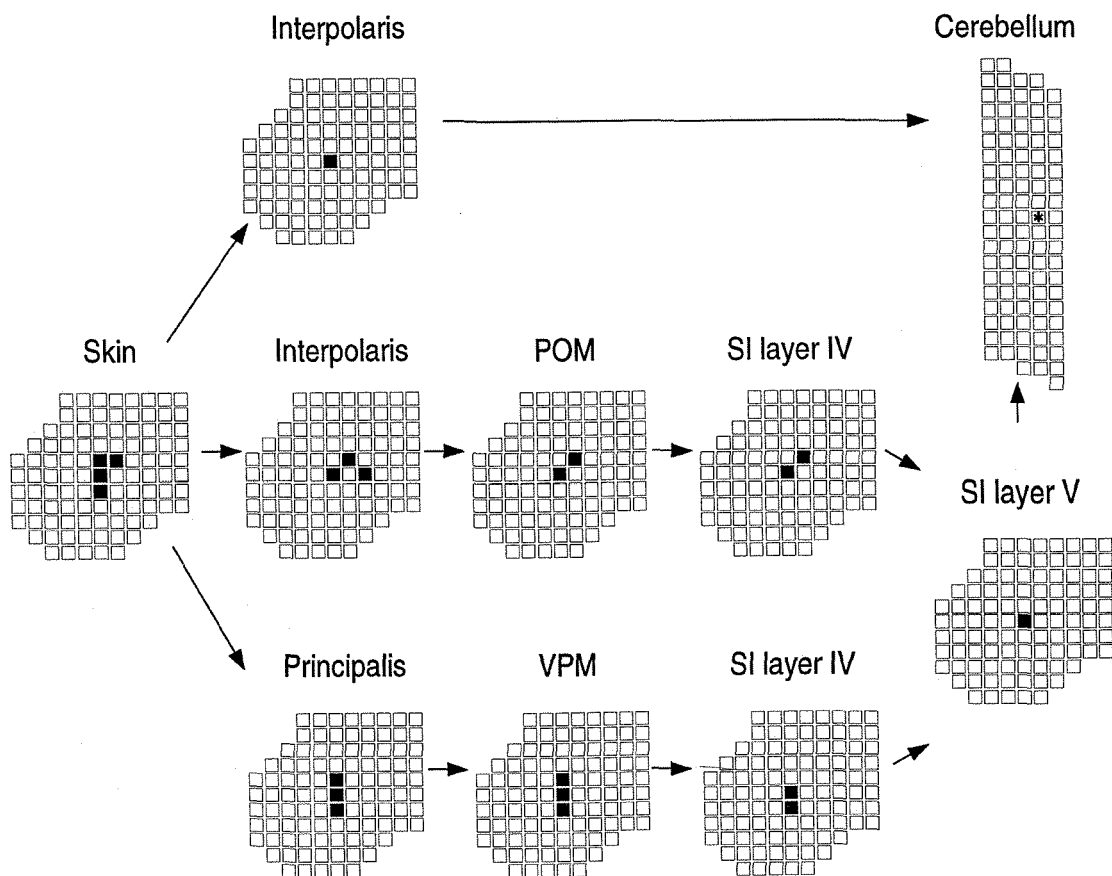 Interpolaris
Cerebellum
Skin
Interpolaris
POM
SI layer IV
SI layer V
Principalis
VPM
SI layer IV
*